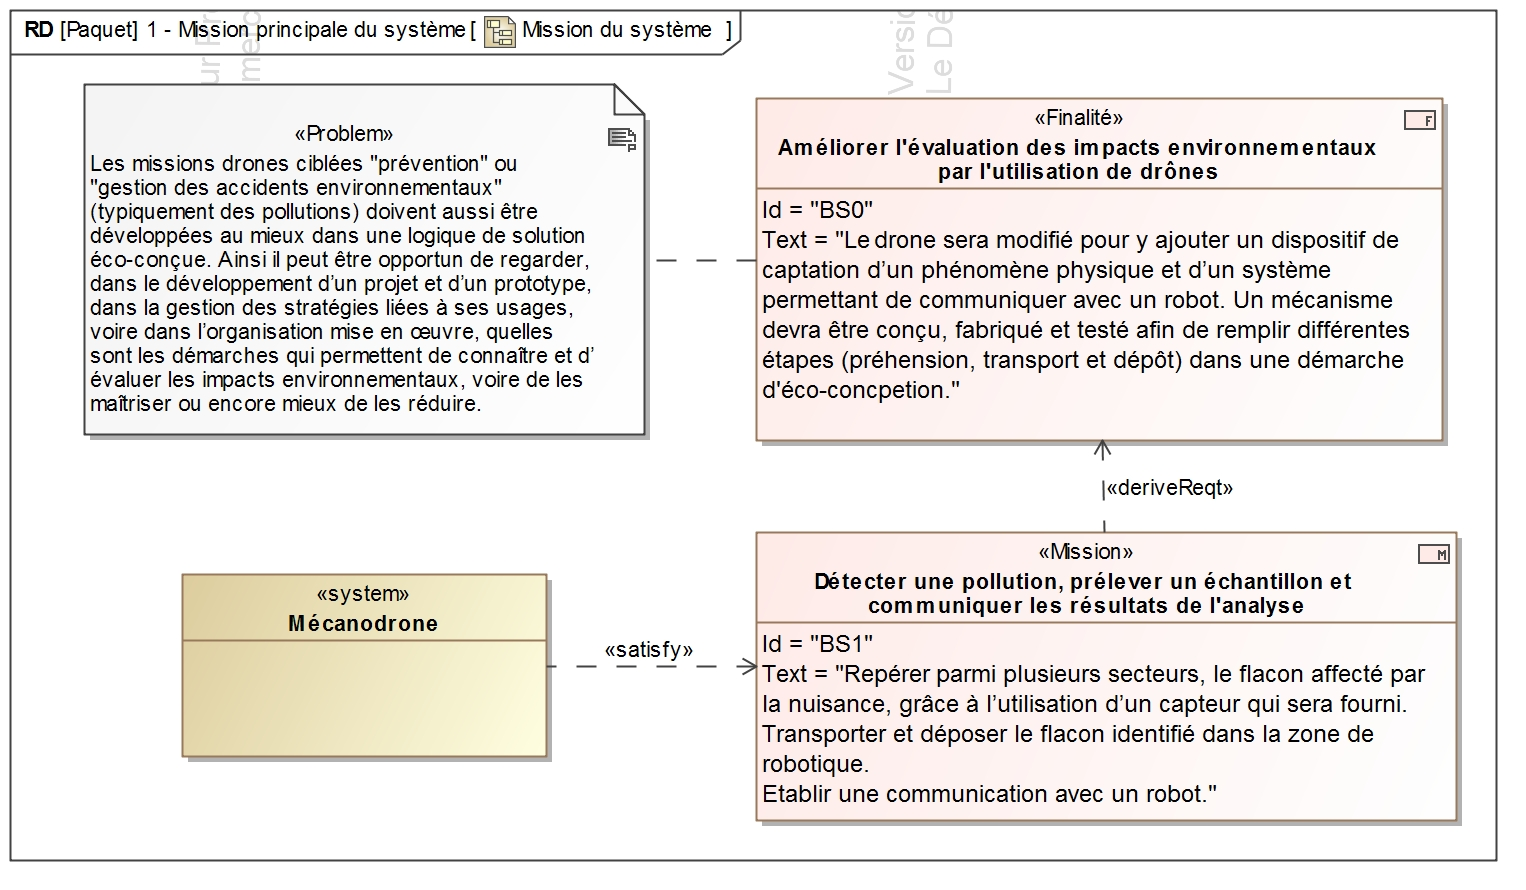 RD [Paquet] 1 - Mission principale du système [ Mission du système ]
«Problem»
Les missions drones ciblées "prévention" ou
"gestion des accidents environnementaux"
(typiquement des pollutions) doivent aussi être
développées au mieux dans une logique de solution
éco-conçue. Ainsi il peut être opportun de regarder,
dans le développement d'un projet et d'un prototype,
dans la gestion des stratégies liées à ses usages,
voire dans l'organisation mise en œuvre, quelles
sont les démarches qui permettent de connaître et d'
évaluer les impacts environnementaux, voire de les
maîtriser ou encore mieux de les réduire.
«Finalité»
F
Améliorer l'évaluation des impacts environnementaux
par l'utilisation de drônes
Id = "BS0"
Text = "Le drone sera modifié pour y ajouter un dispositif de
captation d’un phénomène physique et d’un système
permettant de communiquer avec un robot. Un mécanisme
devra être conçu, fabriqué et testé afin de remplir différentes
étapes (préhension, transport et dépôt) dans une démarche
d'éco-concpetion."
«deriveReqt»
«Mission»
M
Détecter une pollution, prélever un échantillon et
communiquer les résultats de l'analyse
Id = "BS1"
Text = "Repérer parmi plusieurs secteurs, le flacon affecté par
la nuisance, grâce à l’utilisation d’un capteur qui sera fourni.
Transporter et déposer le flacon identifié dans la zone de
robotique.
Etablir une communication avec un robot."
«system»
Mécanodrone
«satisfy»
Versio
Le Dé